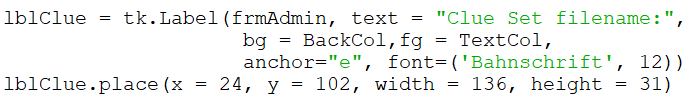 lblClue = tk.Label(frmAdmin, text = "Clue Set filename:",
bg = BackCol,fg = TextCol,
anchor="e", font=('Bahnschrift', 12))
lblClue.place(x = 24, y = 102, width = 136, height = 31)